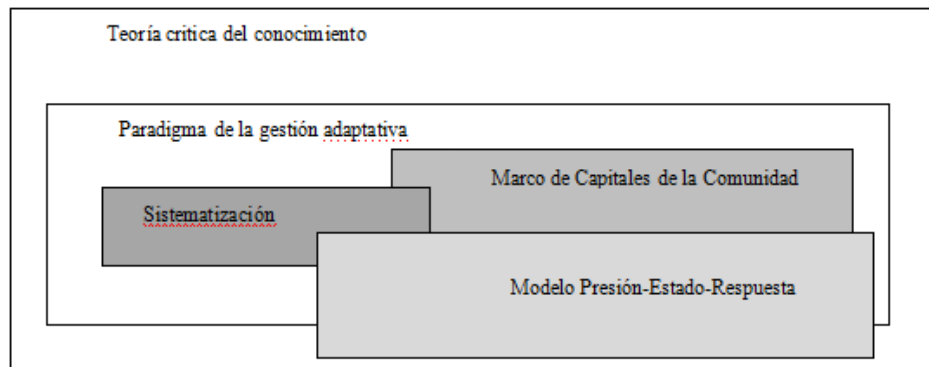 Teoría critica del conocimiento
Paradigma de la gestión adaptativa
Marco de Capitales de la Comunidad
Sistematización
Modelo Presión-Estado-Respuesta